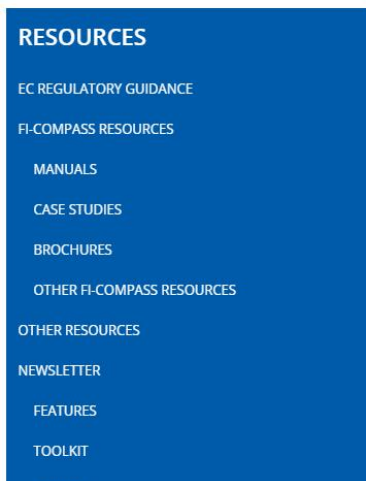 RESOURCES
EC REGULATORY GUIDANCE
FI-COMPASS RESOURCES
MANUALS
CASE STUDIES
BROCHURES
OTHER FI-COMPASS RESOURCES
OTHER RESOURCES
NEWSLETTER
FEATURES
TOOLKIT